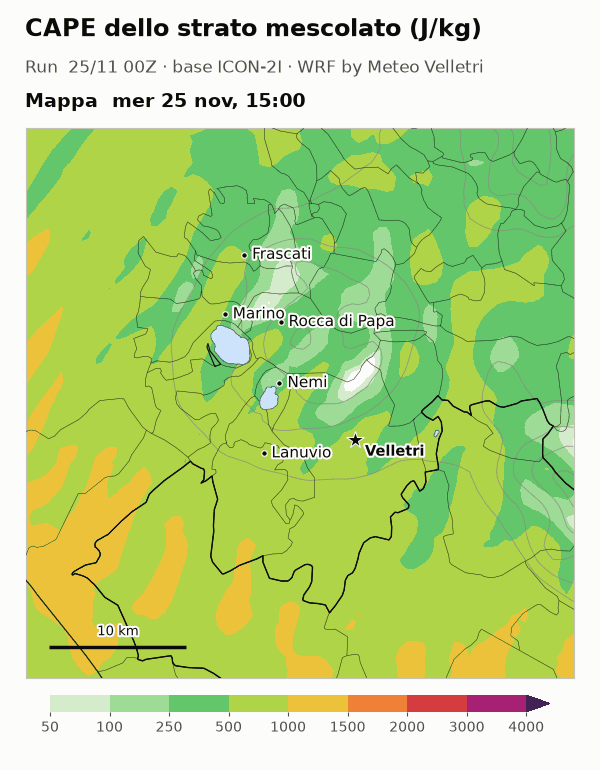 CAPE dello strato mescolato (J/kg)
Run  25/11 00Z · base ICON-2I · WRF by Meteo Velletri
Mappa  mer 25 nov, 15:00
Frascati
Marino
Rocca di Papa
Nemi
Lanuvio
Velletri
10 km
50 100 250 500 1000 1500 2000 3000 4000